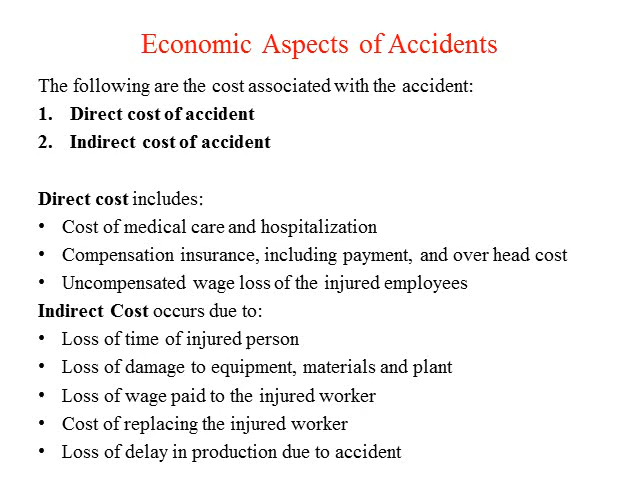 Economic Aspects of Accidents
The following are the cost associated with the accident:
1. Direct cost of accident
2. Indirect cost of accident
Direct cost includes:
• Cost of medical care and hospitalization
• Compensation insurance, including payment, and over head cost
• Uncompensated wage loss of the injured employees
Indirect Cost occurs due to:
• Loss of time of injured person
• Loss of damage to equipment, materials and plant
• Loss of wage paid to the injured worker
• Cost of replacing the injured worker
• Loss of delay in production due to accident